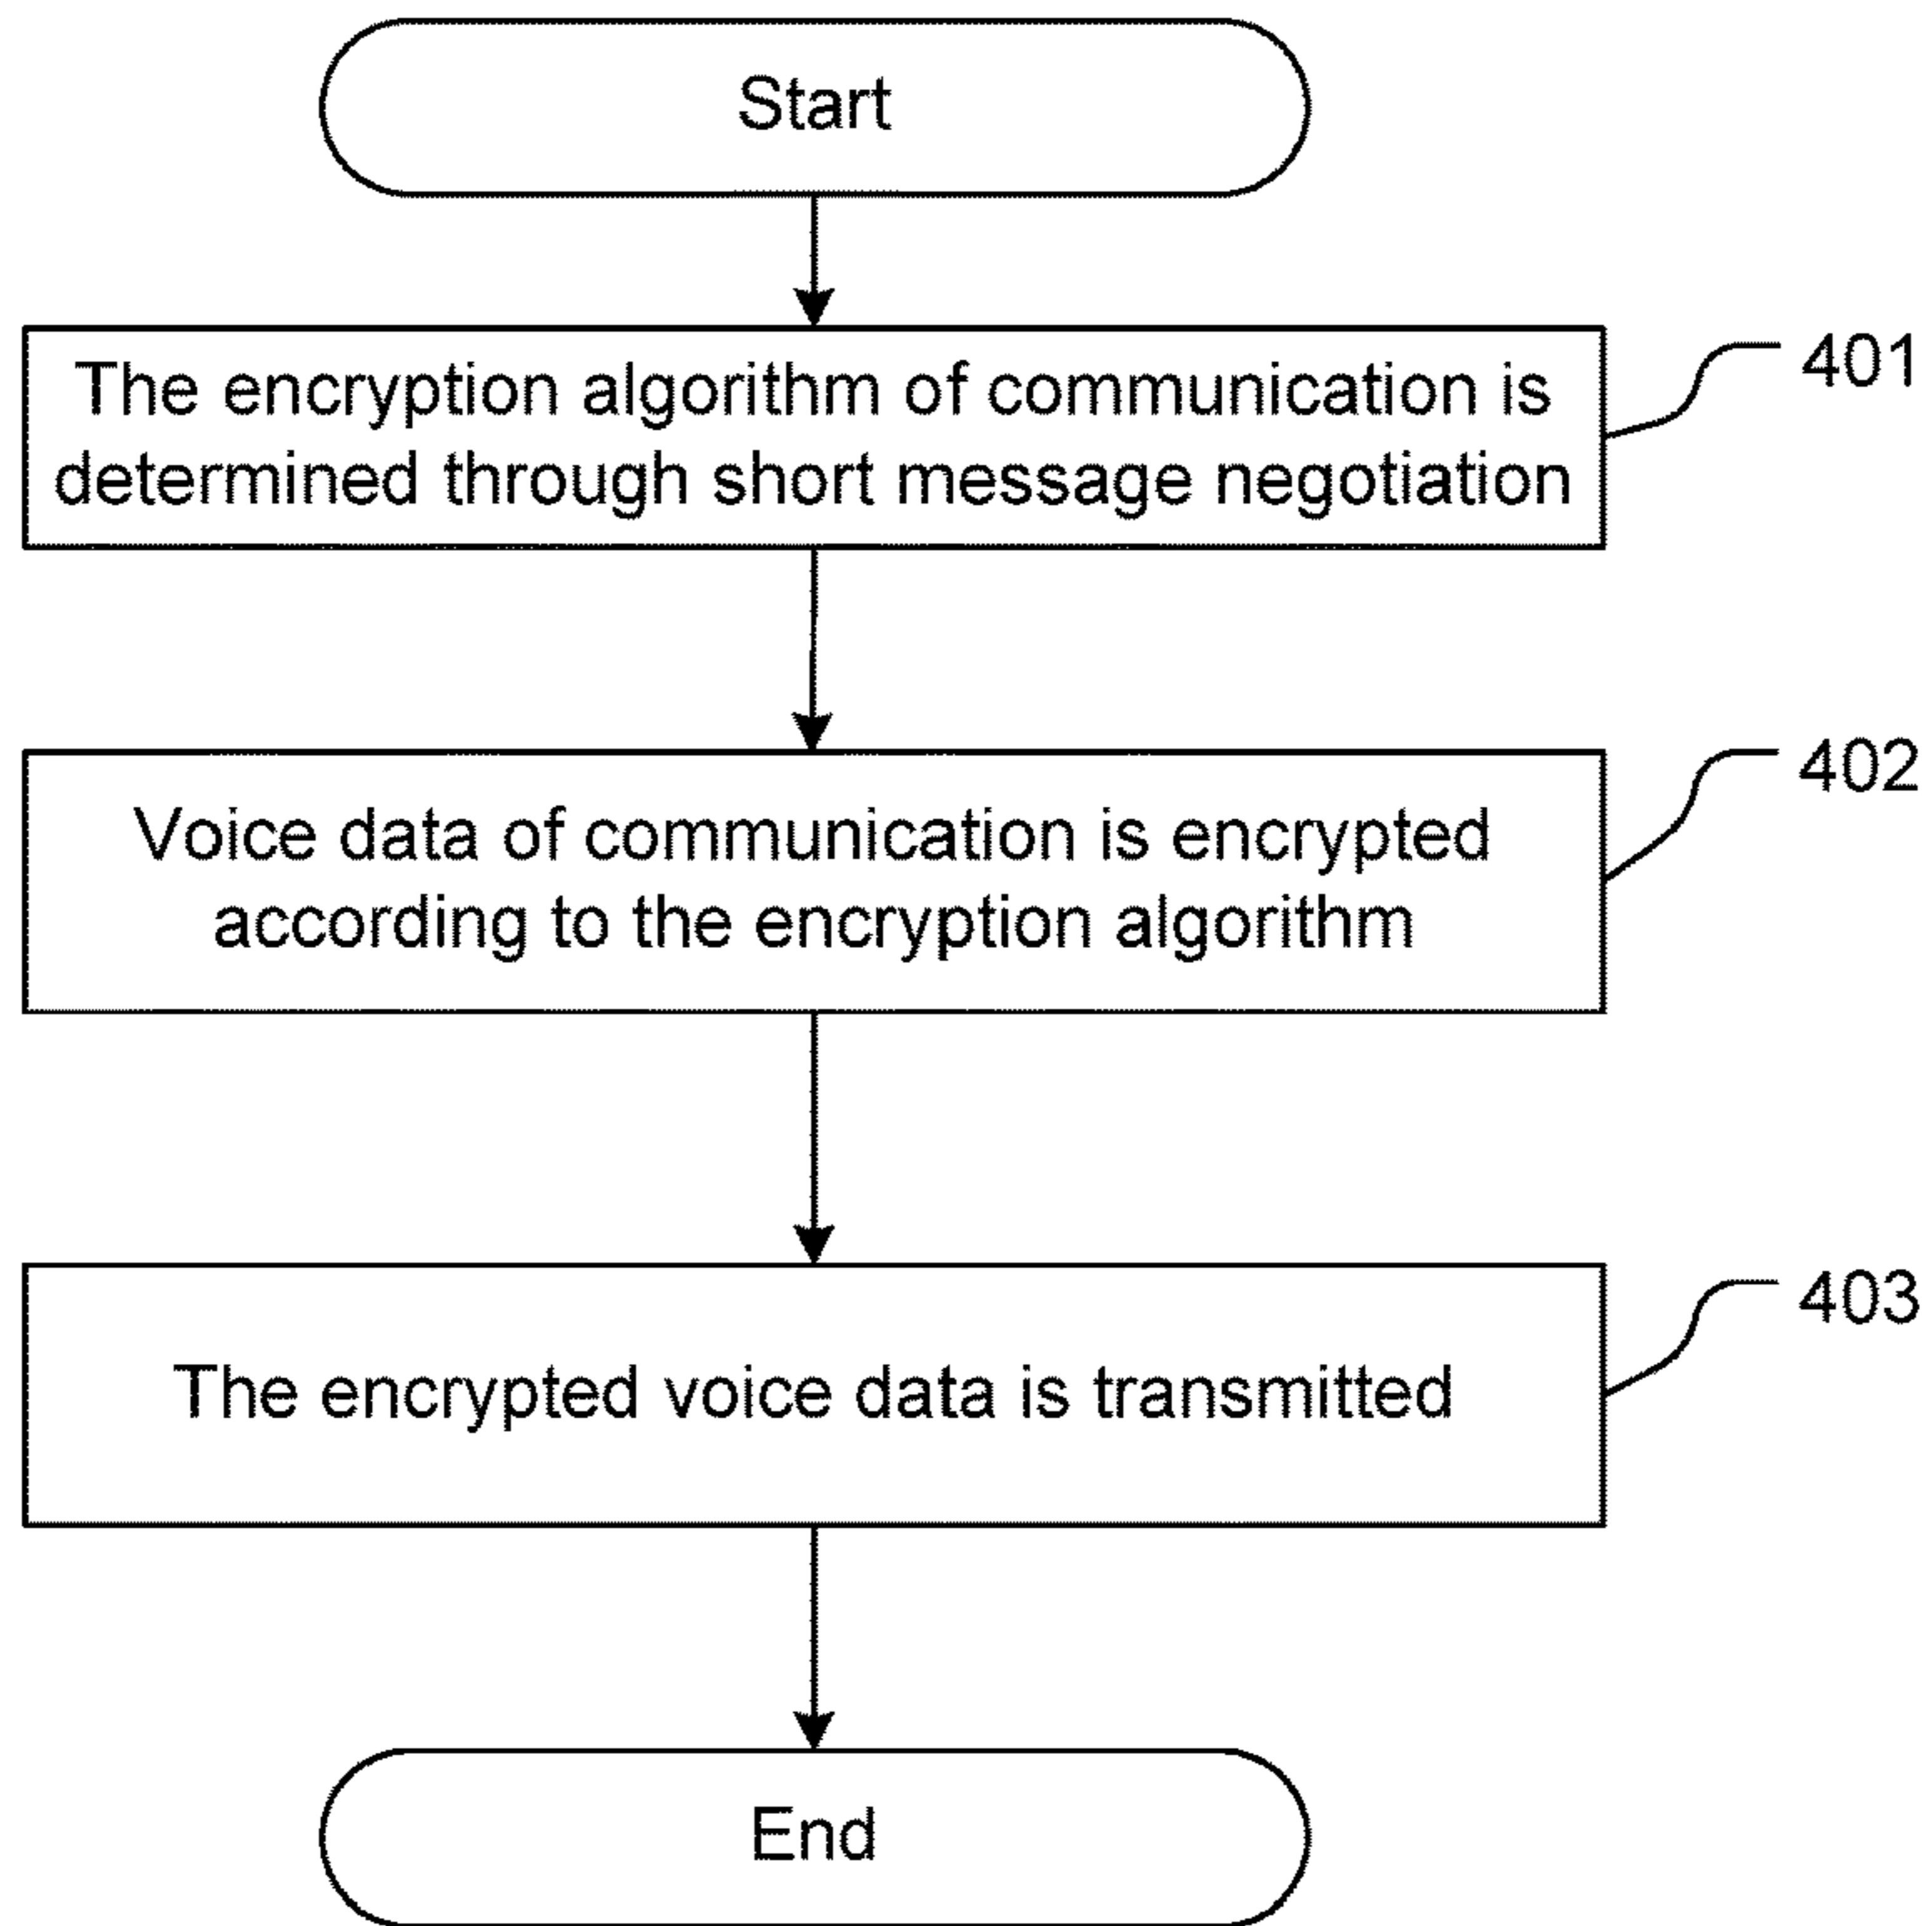 Start
The encryption algorithm of communication is
determined through short message negotiation
401
Voice data of communication is encrypted
according to the encryption algorithm
402
The encrypted voice data is transmitted
403
End